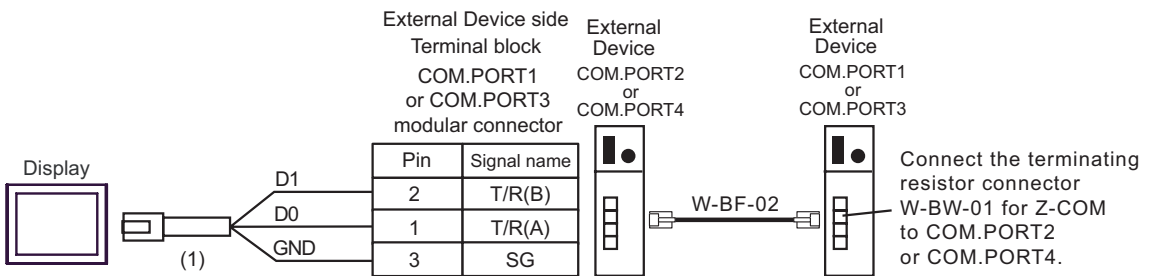 External Device side
Terminal block
COM.PORT1
or COM.PORT3
modular connector
External
Device
COM.PORT2
or
COM.PORT4
External
Device
COM.PORT1
or
COM.PORT3
Display
(1)
D1
D0
GND
Pin Signal name
2 T/R(B)
1 T/R(A)
3 SG
W-BF-02
Connect the terminating
resistor connector
W-BW-01 for Z-COM
to COM.PORT2
or COM.PORT4.